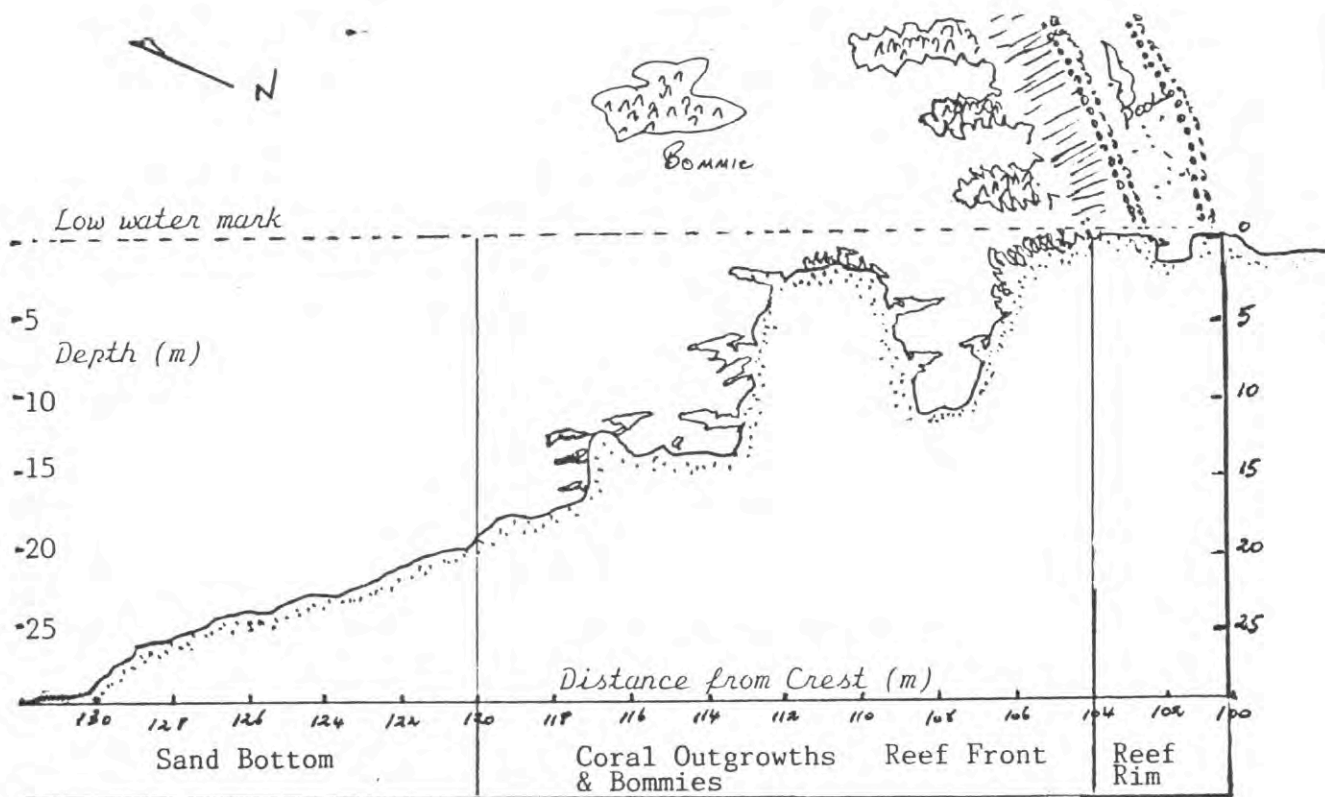 N
BOMMIE
Pools
Low water mark
0
-5
5
Depth (m)
-10
10
-15
15
-20
20
-25
25
a
Distance from Crest (m)
130 128 126 124 122 120 118 116 114 112 110 108 106 104 102 100
Sand Bottom
Coral Outgrowths
& Bommies
Reef Front
Reef
Rim